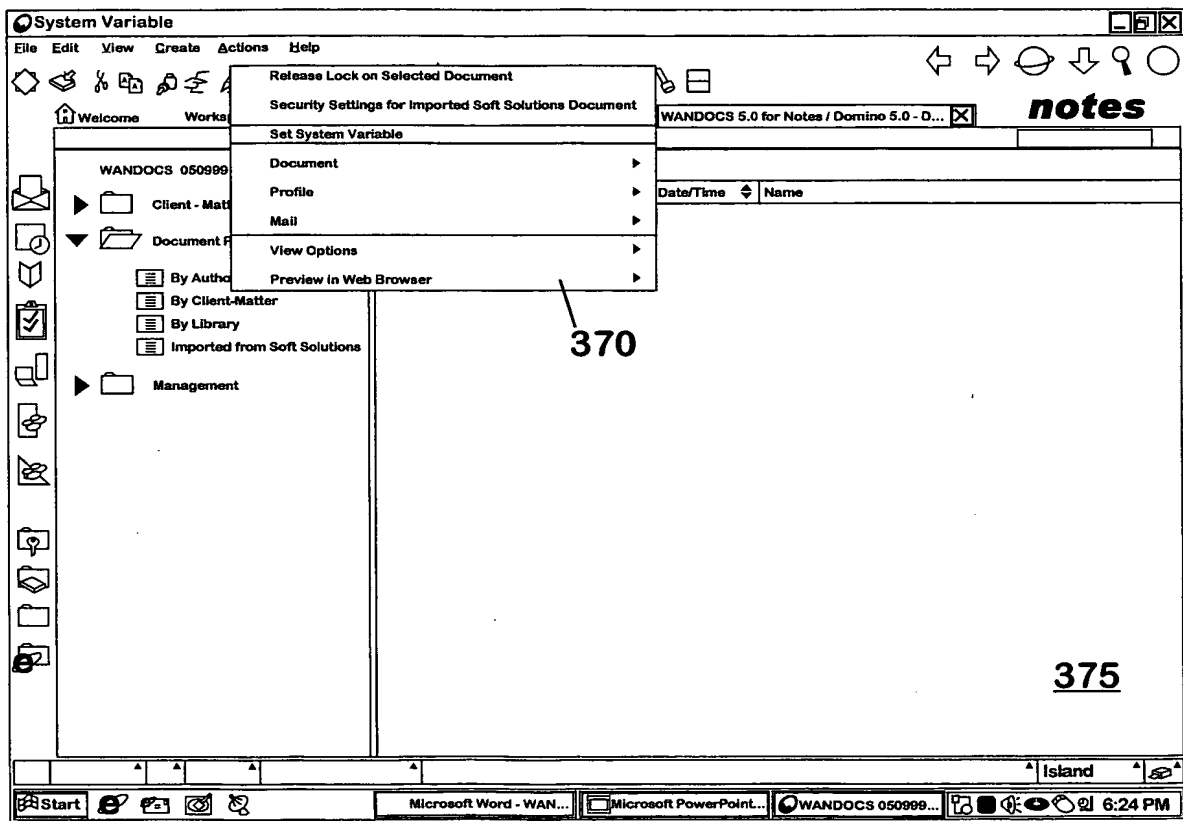 System Variable
File Edit View Create Actions Help
notes
Release Lock on Selected Document
Security Settings for Imported Soft Solutions Document
Set System Variable
Document
Profile
Mail
View Options
Preview in Web Browser
Welcome Works
WANDOCS 5.0 for Notes / Domino 5.0 - D...
WANDOCS 050999
Date/Time Name
Client - Matt
Document P
By Autho
By Client-Matter
By Library
Imported from Soft Solutions
Management
370
375
Island
Start Microsoft Word - WAN... Microsoft PowerPoint... WANDOCS 050999... 6:24 PM